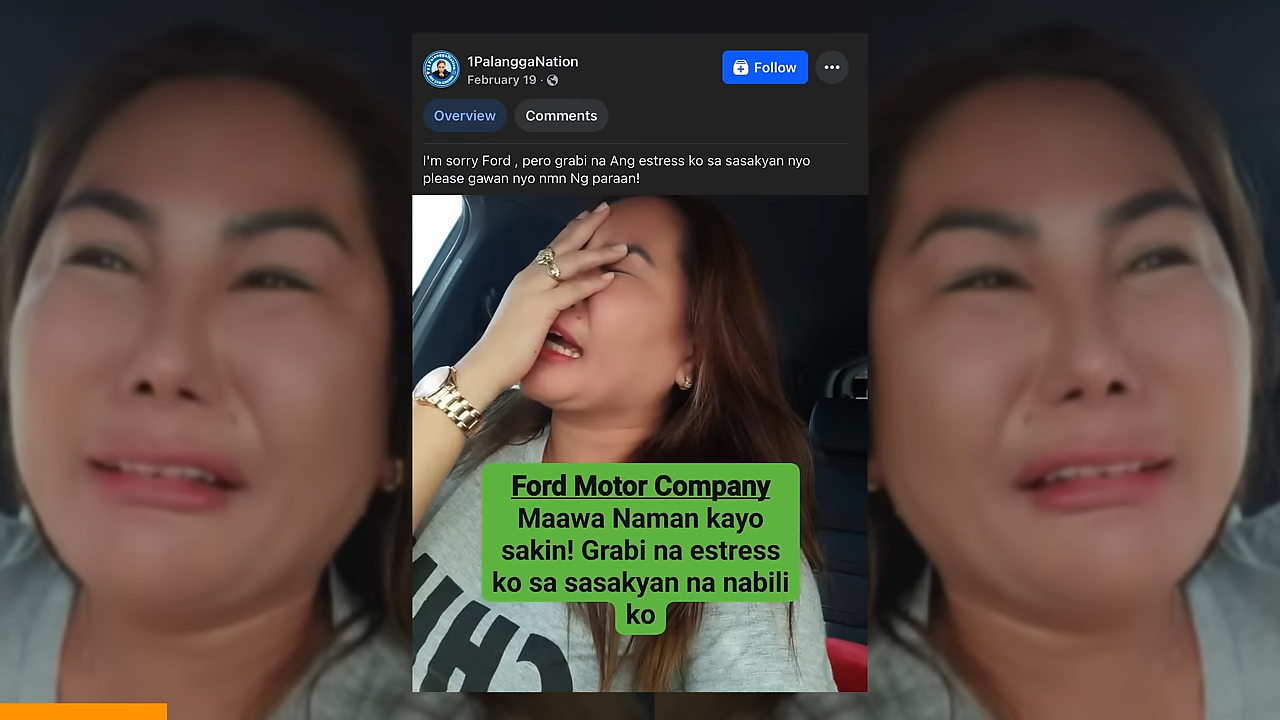 1PalanggaNation
February 19 ·
Follow
Overview
Comments
I'm sorry Ford , pero grabi na Ang estress ko sa sasakyan nyo
please gawan nyo nmn Ng paraan!
Ford Motor Company
Maawa Naman kayo
sakin! Grabi na estress
ko sa sasakyan na nabili
ko